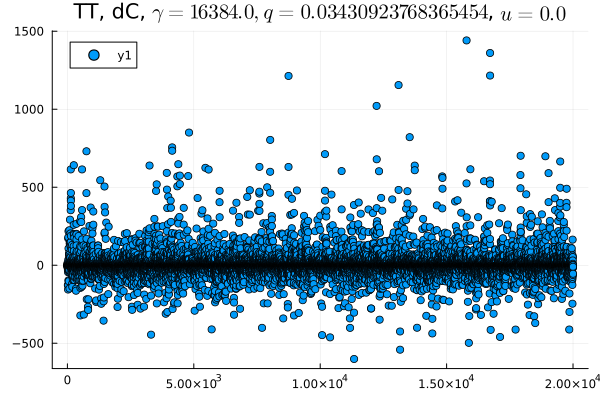 TT, dC, γ = 16384.0, q = 0.03430923768365454, u = 0.0
1500
y1
1000
500
0
−500
0 5.00×10³ 1.00×10⁴ 1.50×10⁴ 2.00×10⁴